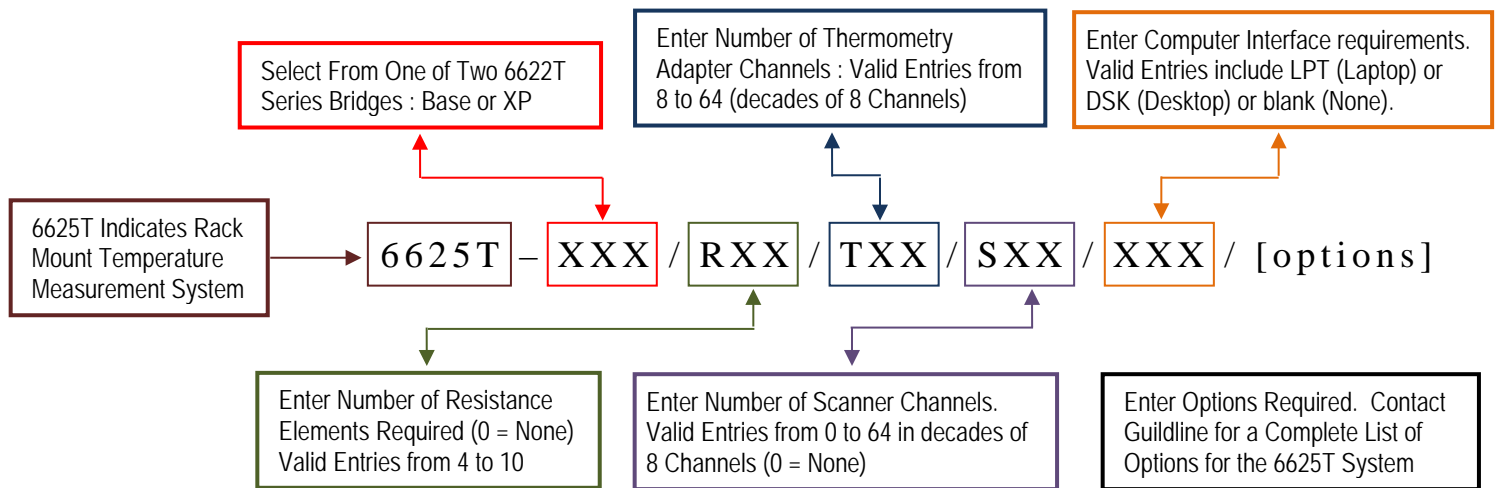 Select From One of Two 6622T
Series Bridges : Base or XP
Enter Number of Thermometry
Adapter Channels : Valid Entries from
8 to 64 (decades of 8 Channels)
Enter Computer Interface requirements.
Valid Entries include LPT (Laptop) or
DSK (Desktop) or blank (None).
6625T Indicates Rack
Mount Temperature
Measurement System
6625T – XXX / RXX / TXX / SXX / XXX / [options]
Enter Number of Resistance
Elements Required (0 = None)
Valid Entries from 4 to 10
Enter Number of Scanner Channels.
Valid Entries from 0 to 64 in decades of
8 Channels (0 = None)
Enter Options Required.  Contact
Guildline for a Complete List of
Options for the 6625T System